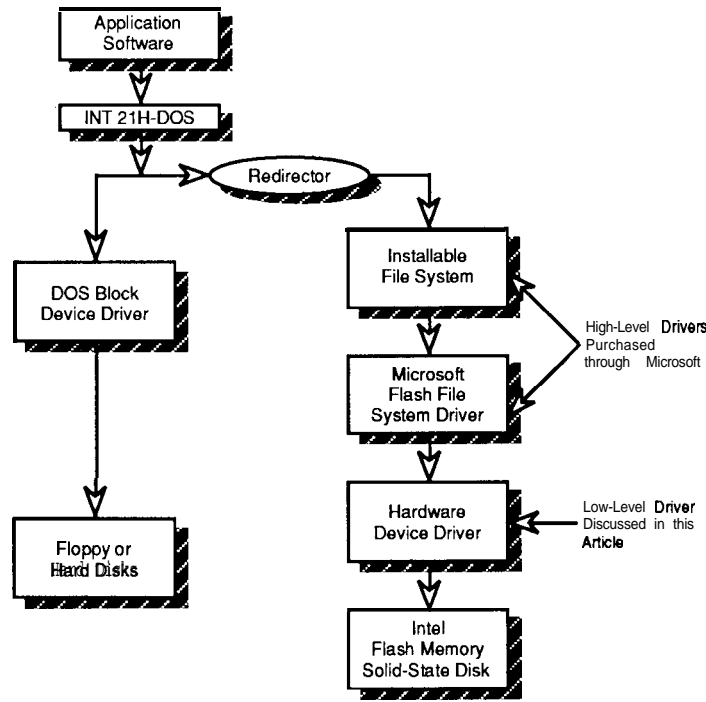 Application
Software
INT 21H-DOS
Redirector
DOS Block
Device Driver
Floppy or
Hard Disks
Installable
File System
Microsoft
Flash File
System Driver
Hardware
Device Driver
Intel
Flash Memory
Solid-State Disk
High-Level Drivers
Purchased
through Microsoft
Low-Level Driver
Discussed in this
Article